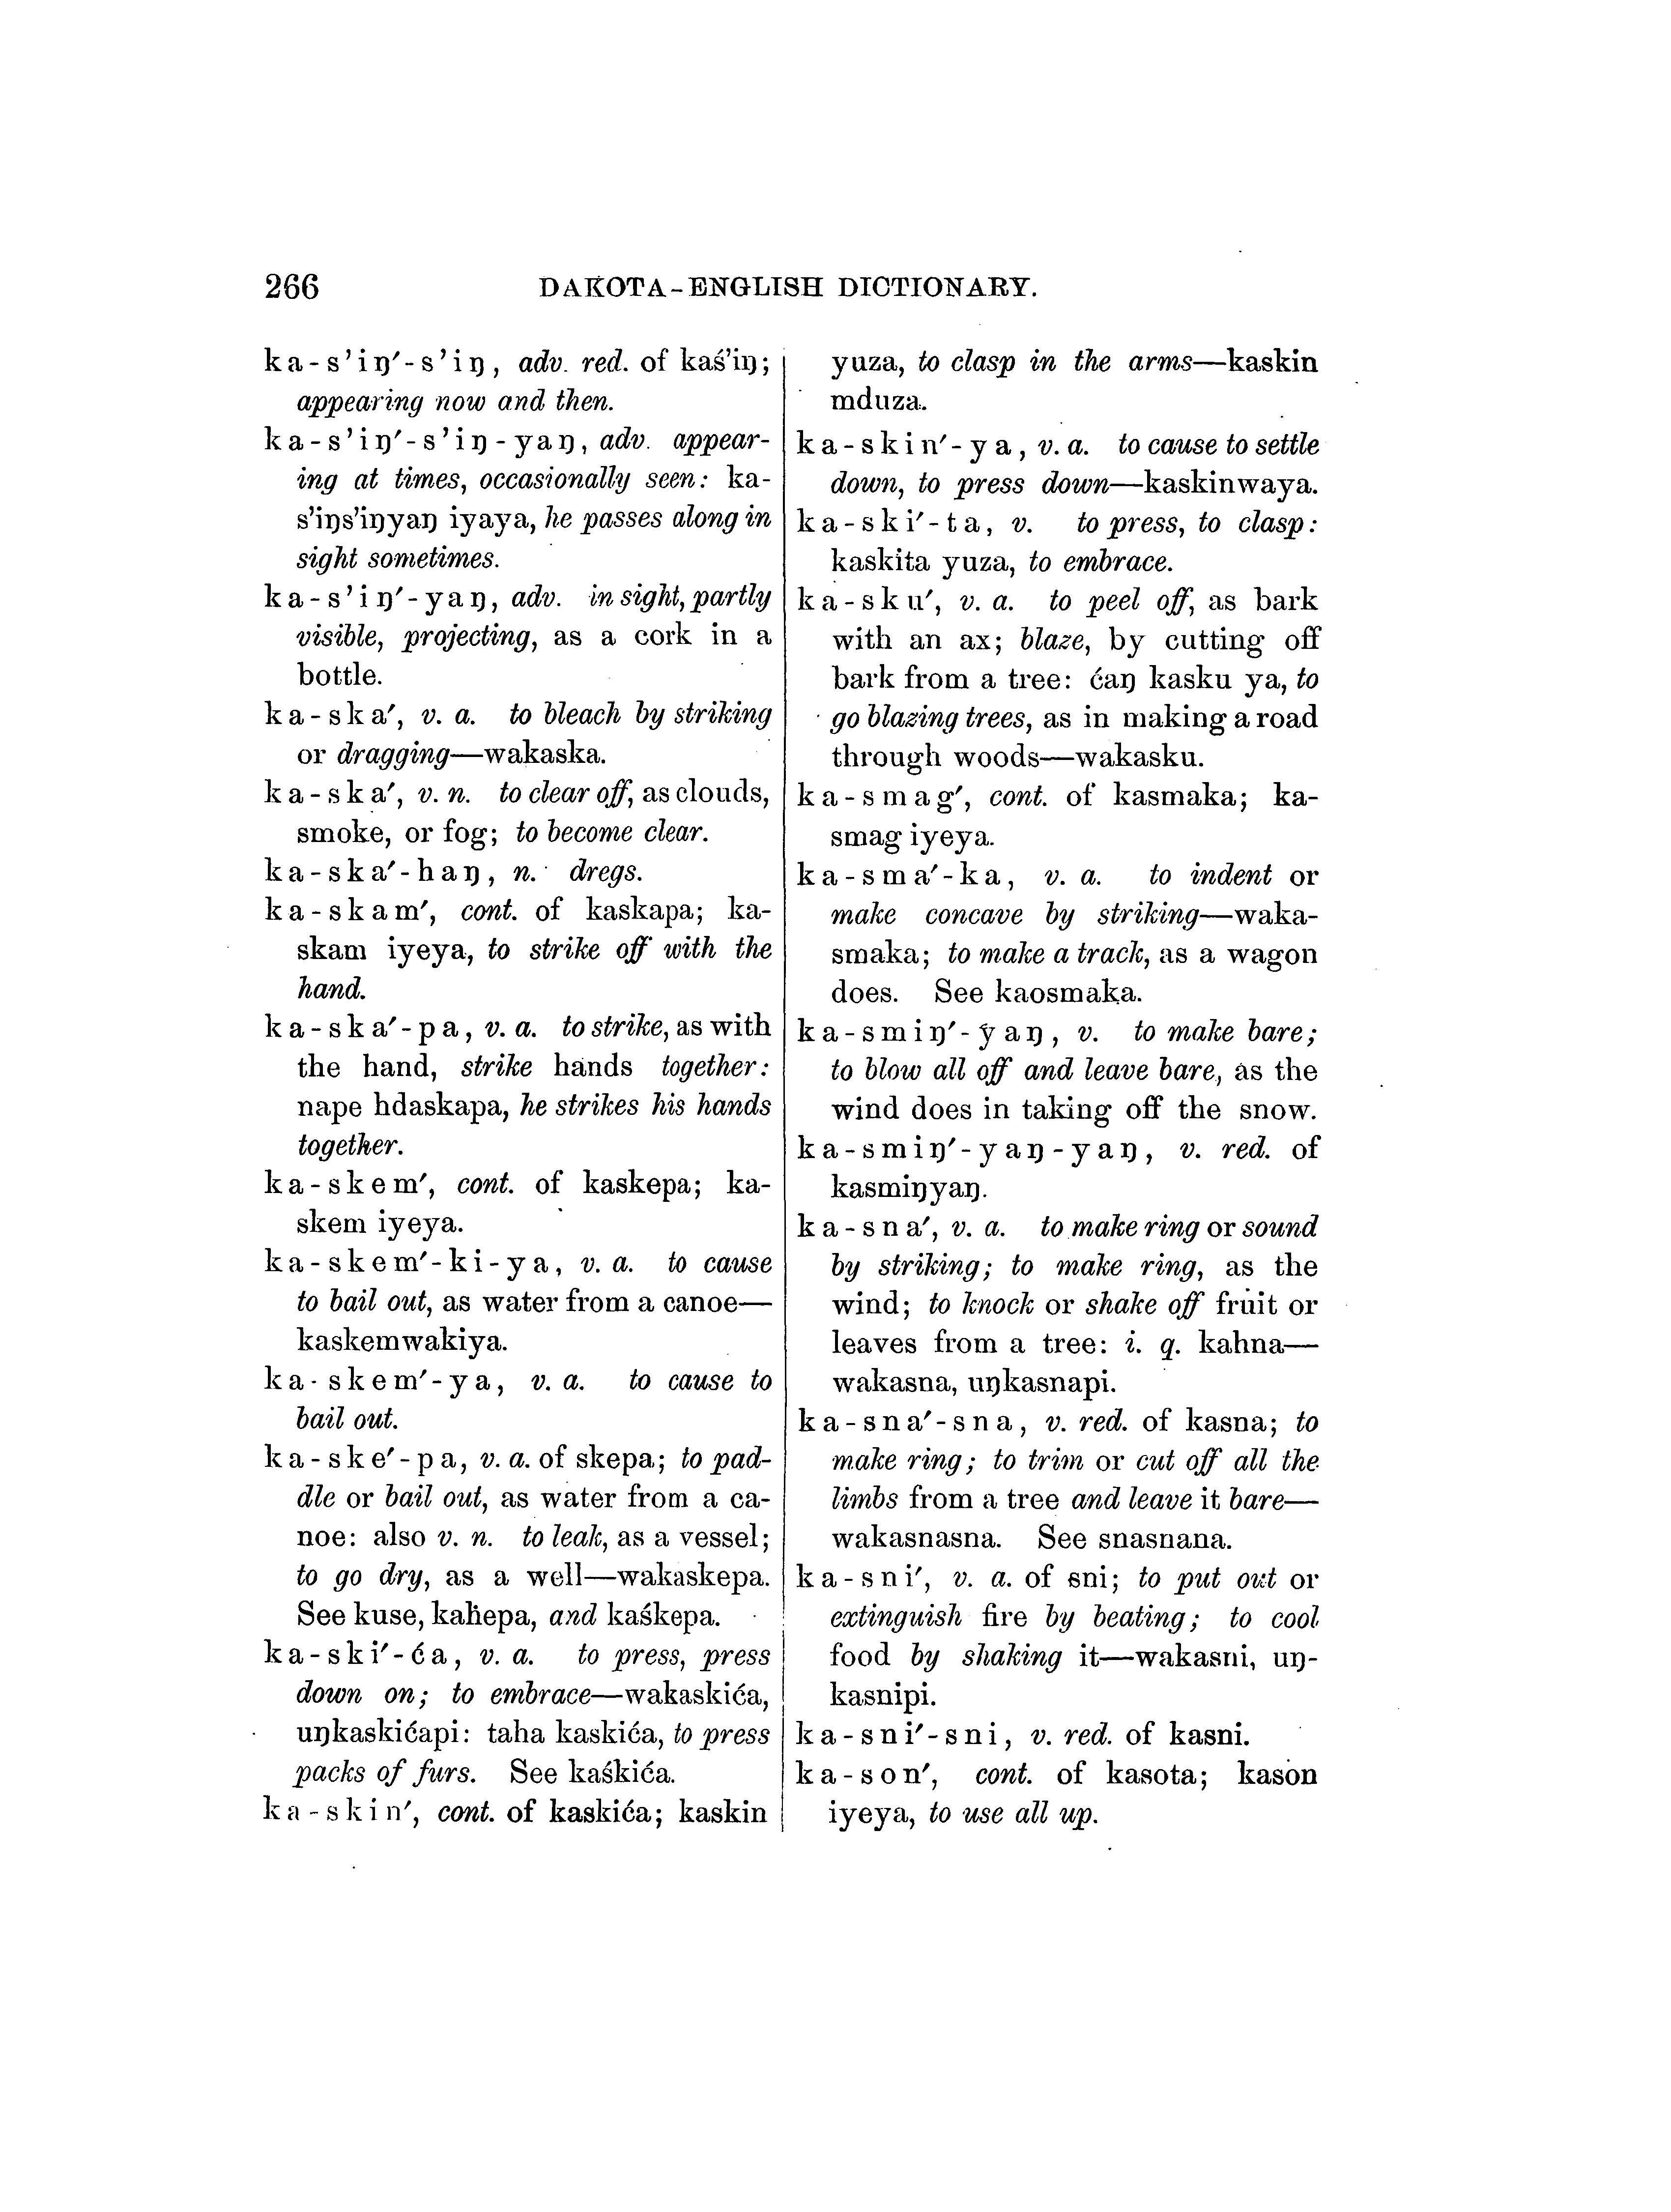 266 DAKOTA-ENGLISH DICTIONARY.
ka-s’iŋ′-s’iŋ, adv. red. of kaś’iŋ;
appearing now and then.
ka-s’iŋ′-s’iŋ-yaŋ, adv. appear-
ing at times, occasionally seen: ka-
s’iŋs’iŋyaŋ iyaya, he passes along in
sight sometimes.
ka-s’iŋ′-yaŋ, adv. in sight, partly
visible, projecting, as a cork in a
bottle.
ka-ska′, v. a. to bleach by striking
or dragging—wakaska.
ka-ska′, v. n. to clear off, as clouds,
smoke, or fog; to become clear.
ka-ska′-haŋ, n. dregs.
ka-skam′, cont. of kaskapa; ka-
skam iyeya, to strike off with the
hand.
ka-ska′-pa, v. a. to strike, as with
the hand, strike hands together:
nape hdaskapa, he strikes his hands
together.
ka-skem′, cont. of kaskepa; ka-
skem iyeya.
ka-skem′-ki-ya, v. a. to cause
to bail out, as water from a canoe—
kaskemwakiya.
ka-skem′-ya, v. a. to cause to
bail out.
ka-ske′-pa, v. a. of skepa; to pad-
dle or bail out, as water from a ca-
noe: also v. n. to leak, as a vessel;
to go dry, as a well—wakaskepa.
See kuse, kaḣepa, and kaśkepa.
ka-ski′-ća, v. a. to press, press
down on; to embrace—wakaskića,
uŋkaskićapi: taha kaskića, to press
packs of furs. See kaśkića.
ka-skin′, cont. of kaskića; kaskin
yuza, to clasp in the arms—kaskin
mduza.
ka-skin′-ya, v. a. to cause to settle
down, to press down—kaskinwaya.
ka-ski′-ta, v. to press, to clasp:
kaskita yuza, to embrace.
ka-sku′, v. a. to peel off, as bark
with an ax; blaze, by cutting off
bark from a tree: ćaŋ kasku ya, to
go blazing trees, as in making a road
through woods—wakasku.
ka-smag′, cont. of kasmaka; ka-
smag iyeya.
ka-sma′-ka, v. a. to indent or
make concave by striking—waka-
smaka; to make a track, as a wagon
does. See kaosmaka.
ka-smiŋ′-yaŋ, v. to make bare;
to blow all off and leave bare, as the
wind does in taking off the snow.
ka-smiŋ′-yaŋ-yaŋ, v. red. of
kasmiŋyaŋ.
ka-sna′, v. a. to make ring or sound
by striking; to make ring, as the
wind; to knock or shake off fruit or
leaves from a tree: i. q. kahna—
wakasna, uŋkasnapi.
ka-sna′-sna, v. red. of kasna; to
make ring; to trim or cut off all the
limbs from a tree and leave it bare—
wakasnasna. See snasnana.
ka-sni′, v. a. of sni; to put out or
extinguish fire by beating; to cool
food by shaking it—wakasni, uŋ-
kasnipi.
ka-sni′-sni, v. red. of kasni.
ka-son′, cont. of kasota; kason
iyeya, to use all up.